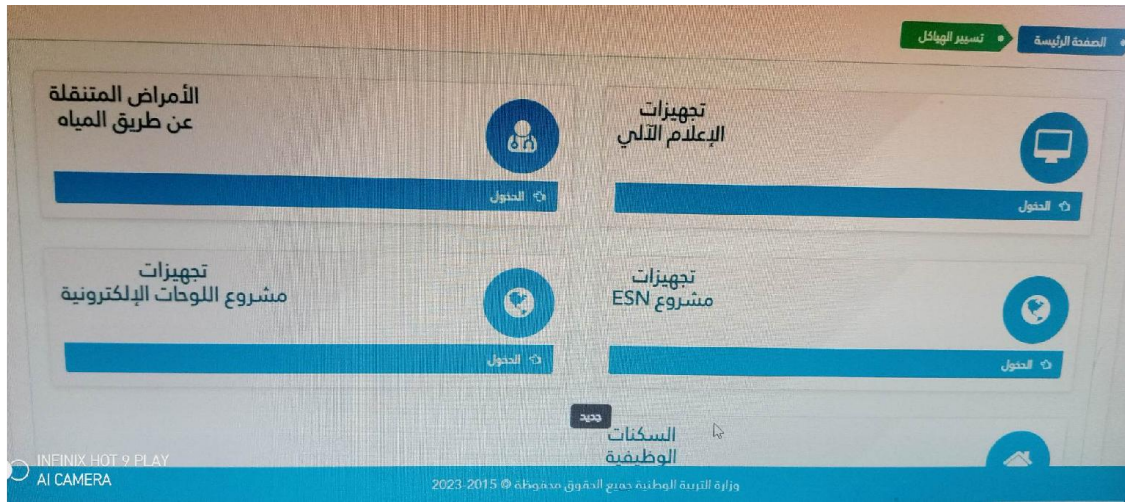 الصفحة الرئيسة
تسيير الهياكل
تجهيزات
الإعلام الآلي
الدخول
الأمراض المتنقلة
عن طريق المياه
الدخول
تجهيزات
مشروع ESN
الدخول
تجهيزات
مشروع اللوحات الإلكترونية
الدخول
جديد
السكنات
الوظيفية
وزارة التربية الوطنية جميع الحقوق محفوظة © 2015-2023
INFINIX HOT 9 PLAY
AI CAMERA